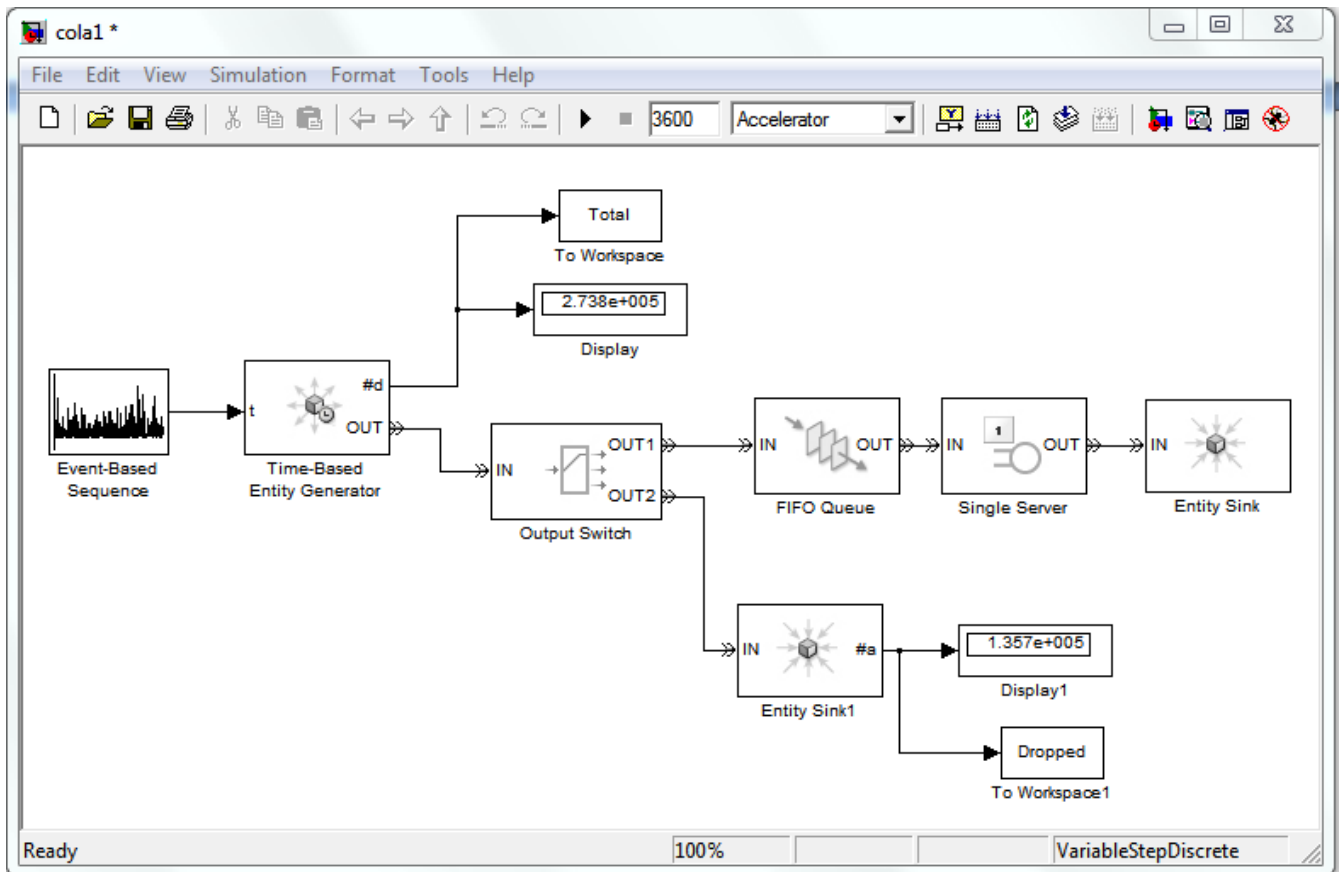 cola1 *
File Edit View Simulation Format Tools Help
3600 Accelerator
Total
To Workspace
2.738e+005
Display
Event-Based
Sequence
t #d
OUT
Time-Based
Entity Generator
IN OUT1
OUT2
Output Switch
IN OUT
FIFO Queue
IN 1 OUT
Single Server
IN
Entity Sink
IN #a
Entity Sink1
1.357e+005
Display1
Dropped
To Workspace1
Ready 100% VariableStepDiscrete